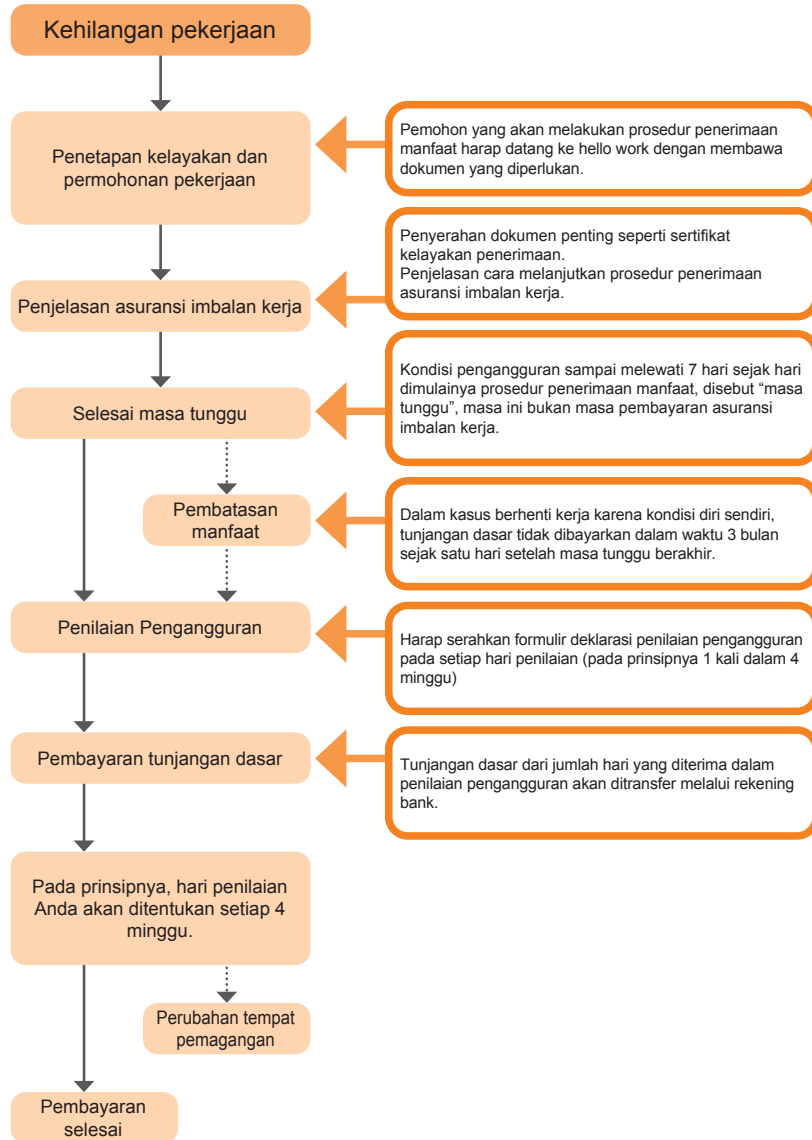 Kehilangan pekerjaan
Penetapan kelayakan dan
permohonan pekerjaan
Pemohon yang akan melakukan prosedur penerimaan
manfaat harap datang ke hello work dengan membawa
dokumen yang diperlukan.
Penjelasan asuransi imbalan kerja
Penyerahan dokumen penting seperti sertifikat
kelayakan penerimaan.
Penjelasan cara melanjutkan prosedur penerimaan
asuransi imbalan kerja.
Selesai masa tunggu
Kondisi pengangguran sampai melewati 7 hari sejak hari
dimulainya prosedur penerimaan manfaat, disebut “masa
tunggu”, masa ini bukan masa pembayaran asuransi
imbalan kerja.
Pembatasan
manfaat
Dalam kasus berhenti kerja karena kondisi diri sendiri,
tunjangan dasar tidak dibayarkan dalam waktu 3 bulan
sejak satu hari setelah masa tunggu berakhir.
Penilaian Pengangguran
Harap serahkan formulir deklarasi penilaian pengangguran
pada setiap hari penilaian (pada prinsipnya 1 kali dalam 4
minggu)
Pembayaran tunjangan dasar
Tunjangan dasar dari jumlah hari yang diterima dalam
penilaian pengangguran akan ditransfer melalui rekening
bank.
Pada prinsipnya, hari penilaian
Anda akan ditentukan setiap 4
minggu.
Perubahan tempat
pemagangan
Pembayaran
selesai